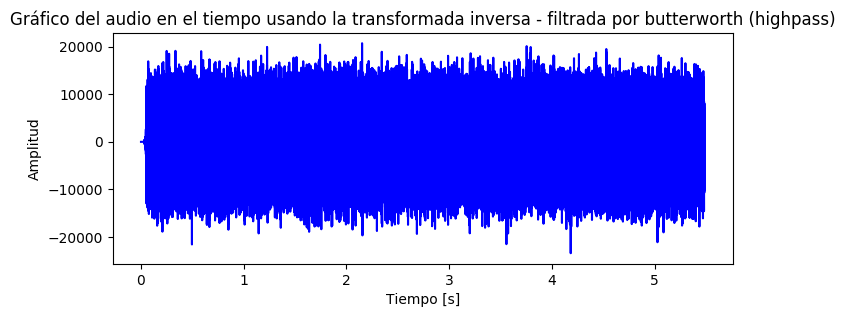 Gráfico del audio en el tiempo usando la transformada inversa - filtrada por butterworth (highpass)
20000
10000
0
−10000
−20000
Amplitud
0 1 2 3 4 5
Tiempo [s]